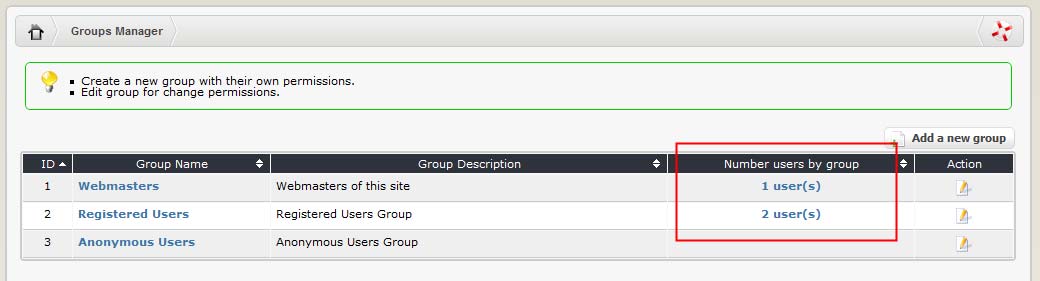 Groups Manager
Create a new group with their own permissions.
Edit group for change permissions.
Add a new group
ID Group Name Group Description Number users by group Action
1 Webmasters Webmasters of this site 1 user(s)
2 Registered Users Registered Users Group 2 user(s)
3 Anonymous Users Anonymous Users Group